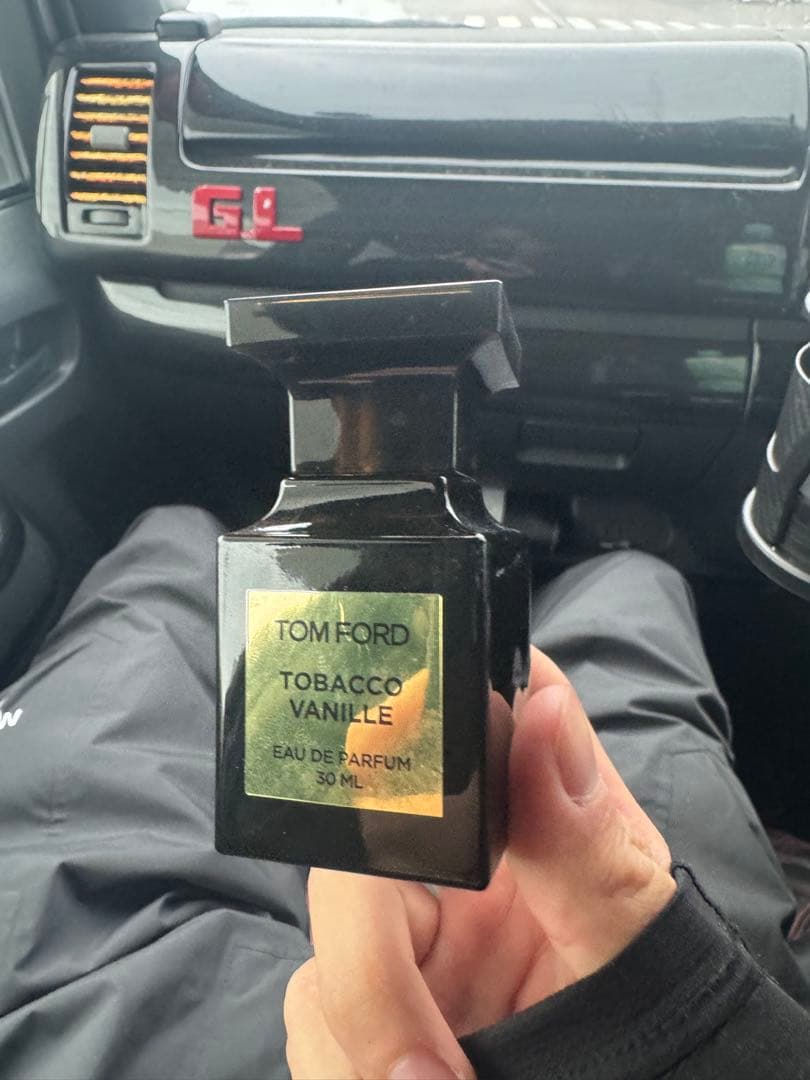 GL
TOM FORD
TOBACCO
VANILLE
EAU DE PARFUM
30 ML